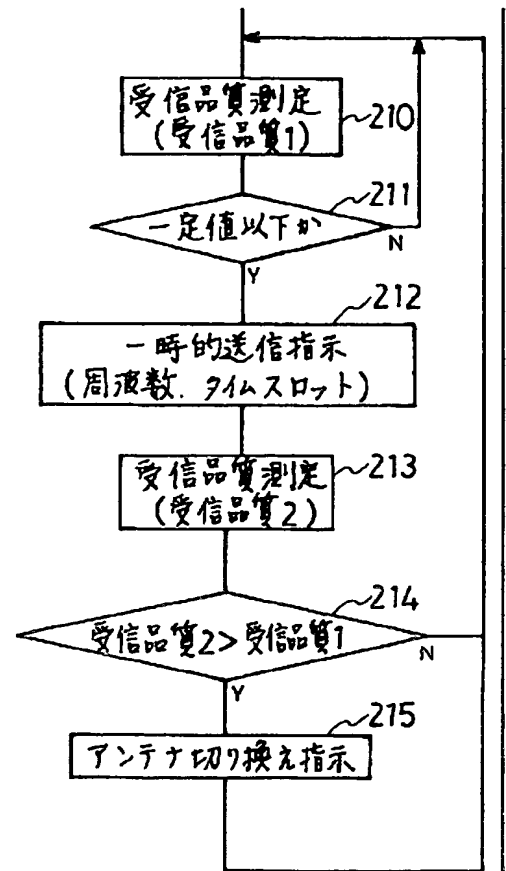 受信品質測定
(受信品質1)
210
211
一定値以下か
N
Y
212
一時的送信指示
(周波数.タイムスロット)
213
受信品質測定
(受信品質2)
214
受信品質2>受信品質1
N
Y
215
アンテナ切り換え指示